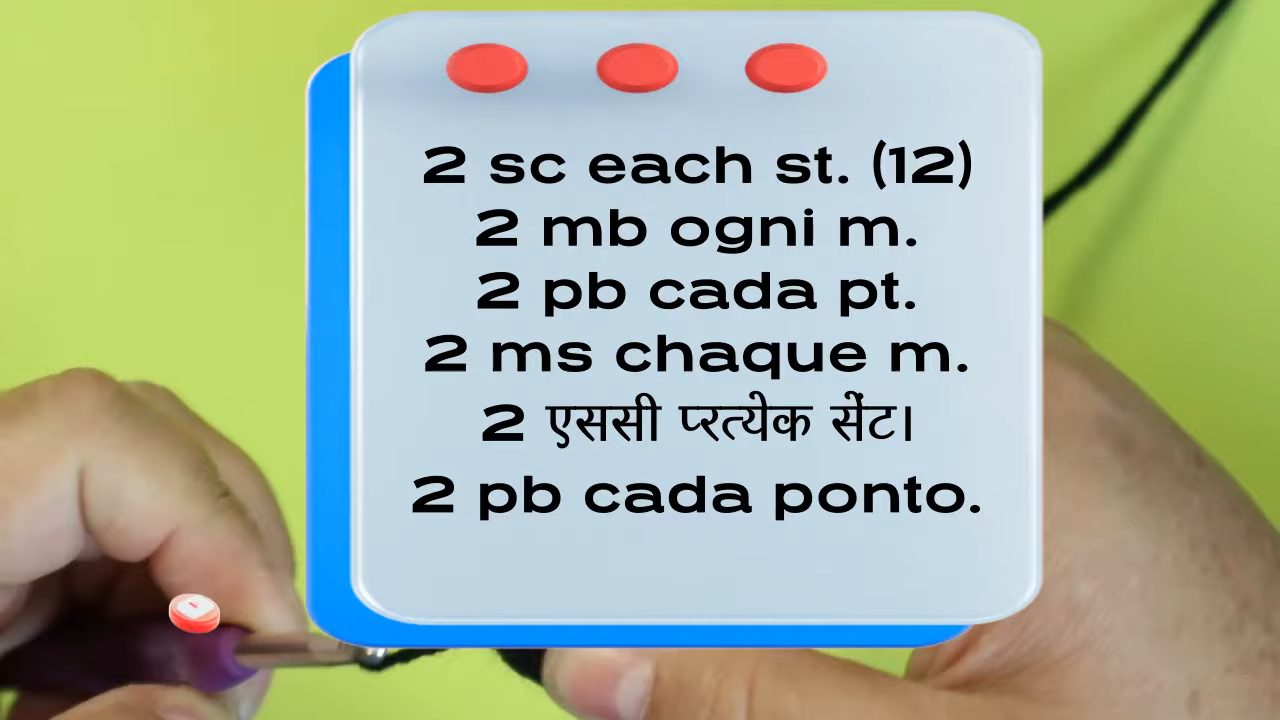 2 sc each st. (12)
2 mb ogni m.
2 pb cada pt.
2 ms chaque m.
2 एससी प्रत्येक सेंट।
2 pb cada ponto.